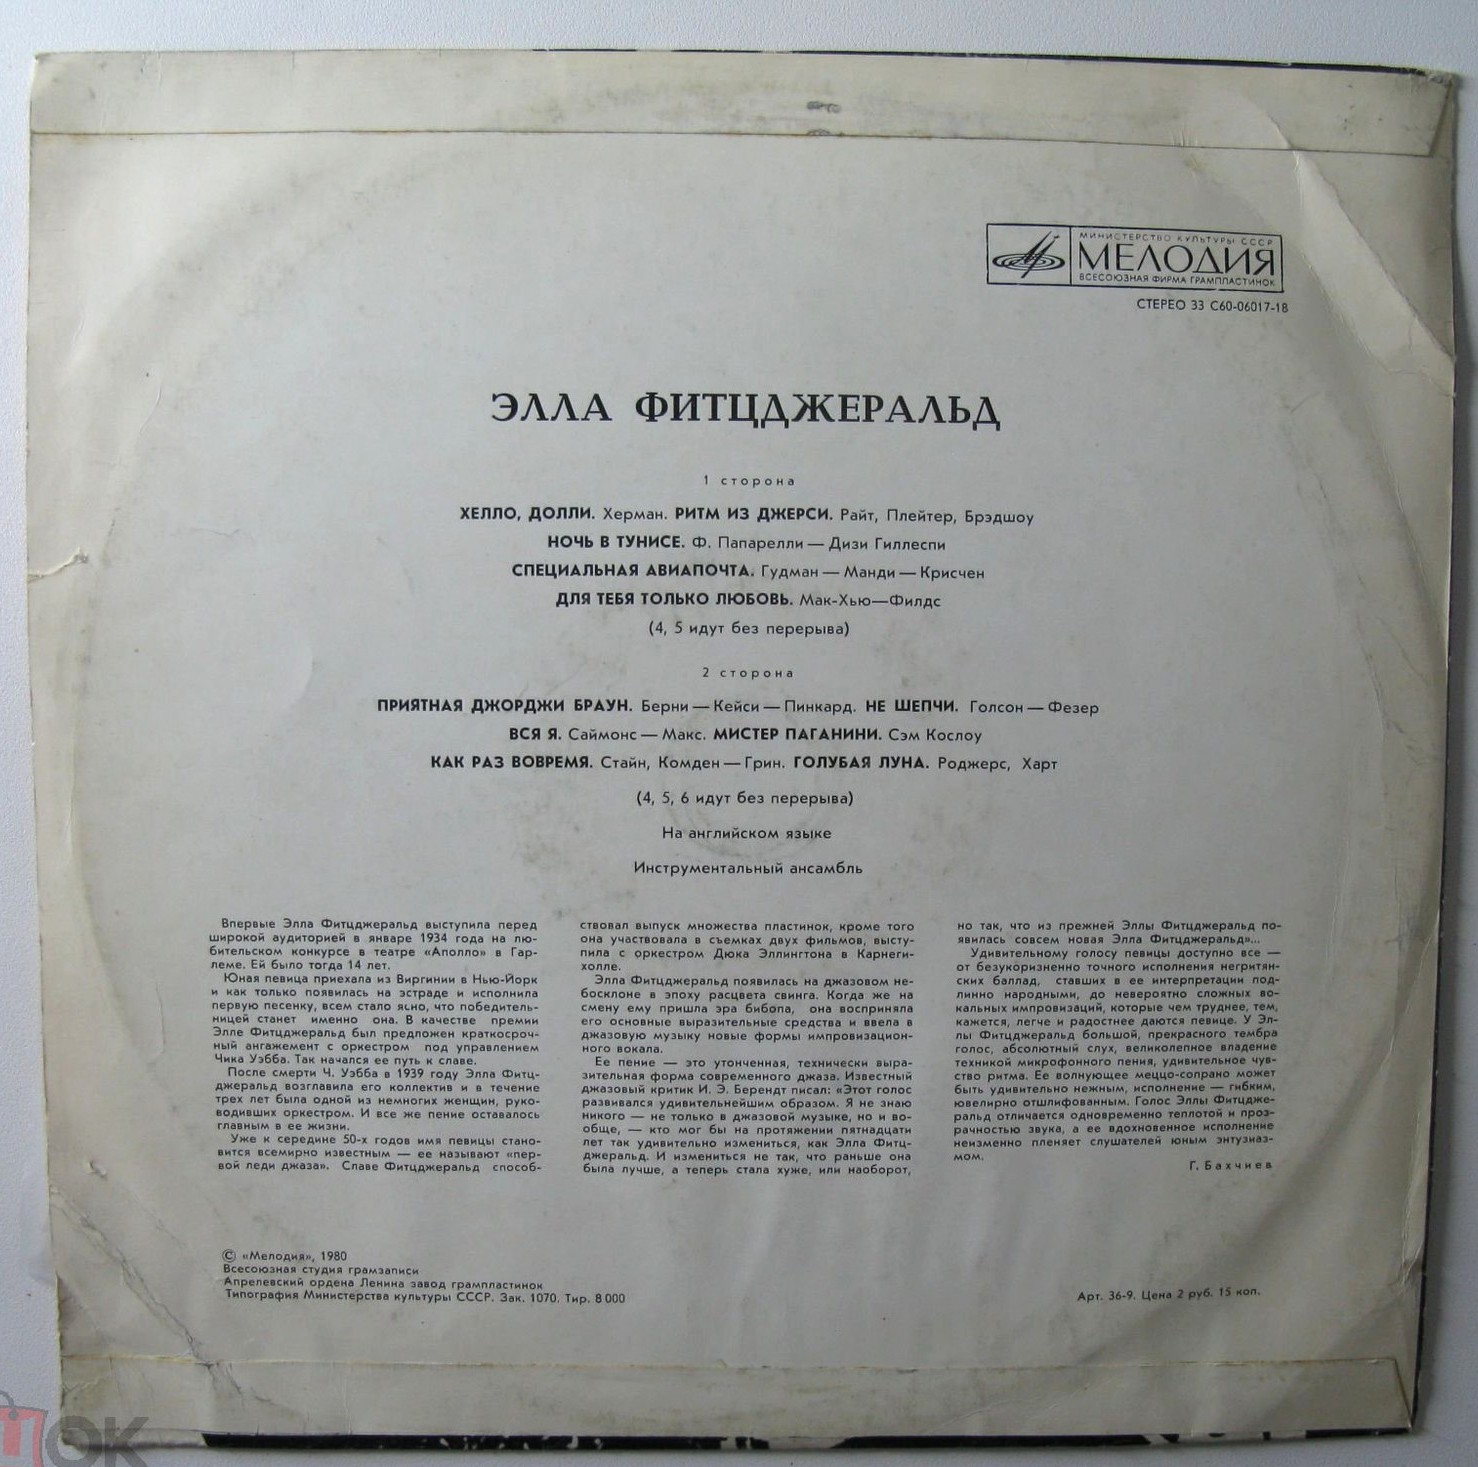 МИНИСТЕРСТВО КУЛЬТУРЫ СССР
МЕЛОДИЯ
ВСЕСОЮЗНАЯ ФИРМА ГРАМПЛАСТИНОК
СТЕРЕО 33 С60-06017-18
ЭЛЛА ФИТЦДЖЕРАЛЬД
1 сторона
ХЕЛЛО, ДОЛЛИ. Херман. РИТМ ИЗ ДЖЕРСИ. Райт, Плейтер, Брэдшоу
НОЧЬ В ТУНИСЕ. Ф. Папарелли — Дизи Гиллеспи
СПЕЦИАЛЬНАЯ АВИАПОЧТА. Гудман — Манди — Крисчен
ДЛЯ ТЕБЯ ТОЛЬКО ЛЮБОВЬ. Мак-Хью—Филдс
(4, 5 идут без перерыва)
2 сторона
ПРИЯТНАЯ ДЖОРДЖИ БРАУН. Берни — Кейси — Пинкард. НЕ ШЕПЧИ. Голсон — Фезер
ВСЯ Я. Саймонс — Макс. МИСТЕР ПАГАНИНИ. Сэм Кослоу
КАК РАЗ ВОВРЕМЯ. Стайн, Комден — Грин. ГОЛУБАЯ ЛУНА. Роджерс, Харт
(4, 5, 6 идут без перерыва)
На английском языке
Инструментальный ансамбль
Впервые Элла Фитцджеральд выступила перед
широкой аудиторией в январе 1934 года на лю-
бительском конкурсе в театре «Аполло» в Гар-
леме. Ей было тогда 14 лет.
Юная певица приехала из Виргинии в Нью-Йорк
и как только появилась на эстраде и исполнила
первую песенку, всем стало ясно, что победитель-
ницей станет именно она. В качестве премии
Элле Фитцджеральд был предложен краткосроч-
ный ангажемент с оркестром под управлением
Чика Уэбба. Так начался ее путь к славе.
После смерти Ч. Уэбба в 1939 году Элла Фитц-
джеральд возглавила его коллектив и в течение
трех лет была одной из немногих женщин, руко-
водивших оркестром. И все же пение оставалось
главным в ее жизни.
Уже к середине 50-х годов имя певицы стано-
вится всемирно известным — ее называют «пер-
вой леди джаза». Славе Фитцджеральд способ-
ствовал выпуск множества пластинок, кроме того
она участвовала в съемках двух фильмов, высту-
пила с оркестром Дюка Эллингтона в Карнеги-
холле.
Элла Фитцджеральд появилась на джазовом не-
босклоне в эпоху расцвета свинга. Когда же на
смену ему пришла эра бибопа, она восприняла
его основные выразительные средства и ввела в
джазовую музыку новые формы импровизацион-
ного вокала.
Ее пение — это утонченная, технически выра-
зительная форма современного джаза. Известный
джазовый критик И. Э. Берендт писал: «Этот голос
развивался удивительнейшим образом. Я не знаю
никого — не только в джазовой музыке, но и во-
обще, — кто мог бы на протяжении пятнадцати
лет так удивительно измениться, как Элла Фитц-
джеральд. И измениться не так, что раньше она
была лучше, а теперь стала хуже, или наоборот,
но так, что из прежней Эллы Фитцджеральд по-
явилась совсем новая Элла Фитцджеральд»...
Удивительному голосу певицы доступно все —
от безукоризненно точного исполнения негритян-
ских баллад, ставших в ее интерпретации под-
линно народными, до невероятно сложных во-
кальных импровизаций, которые чем труднее, тем,
кажется, легче и радостнее даются певице. У Эл-
лы Фитцджеральд большой, прекрасного тембра
голос, абсолютный слух, великолепное владение
техникой микрофонного пения, удивительное чув-
ство ритма. Ее волнующее меццо-сопрано может
быть удивительно нежным, исполнение — гибким,
ювелирно отшлифованным. Голос Эллы Фитцдже-
ральд отличается одновременно теплотой и проз-
рачностью звука, а ее вдохновенное исполнение
неизменно пленяет слушателей юным энтузиаз-
мом.
Г. Бахчиев
© «Мелодия», 1980
Всесоюзная студия грамзаписи
Апрелевский ордена Ленина завод грампластинок
Типография Министерства культуры СССР. Зак. 1070. Тир. 8 000
Арт. 36-9. Цена 2 руб. 15 коп.